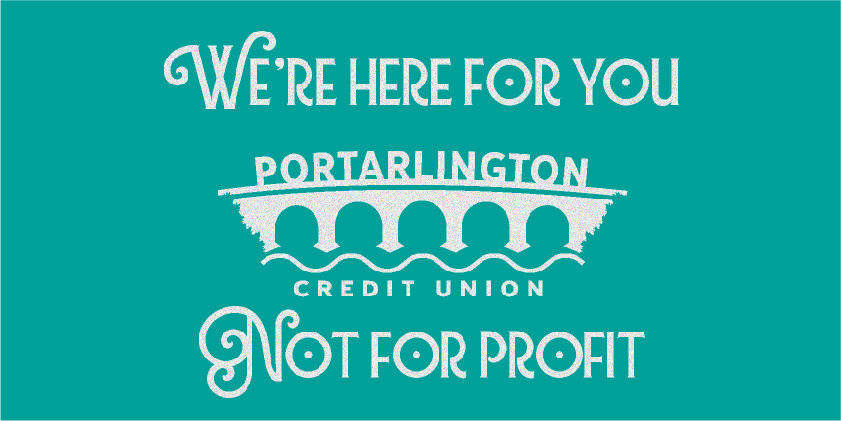 WE'RE HERE FOR YOU
PORTARLINGTON
CREDIT UNION
NOT FOR PROFIT